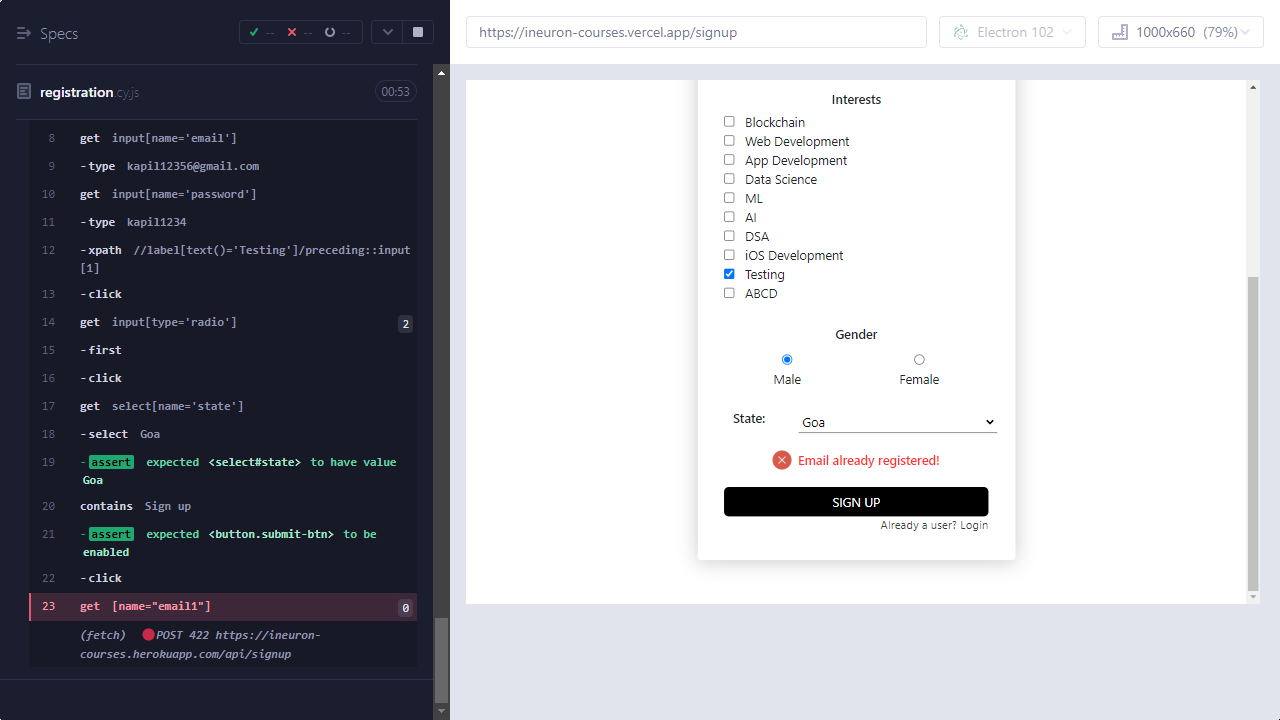 Specs
--
--
--
registration.cy.js
00:53
8 get input[name='email']
9 -type kapil12356@gmail.com
10 get input[name='password']
11 -type kapil1234
12 -xpath //label[text()='Testing']/preceding::input
[1]
13 -click
14 get input[type='radio'] 2
15 -first
16 -click
17 get select[name='state']
18 -select Goa
19 -assert expected <select#state> to have value
Goa
20 contains Sign up
21 -assert expected <button.submit-btn> to be
enabled
22 -click
23 get [name="email1"] 0
(fetch) POST 422 https://ineuron-
courses.herokuapp.com/api/signup
https://ineuron-courses.vercel.app/signup
Electron 102
1000x660 (79%)
Interests
Blockchain
Web Development
App Development
Data Science
ML
AI
DSA
iOS Development
Testing
ABCD
Gender
Male Female
State: Goa
Email already registered!
SIGN UP
Already a user? Login